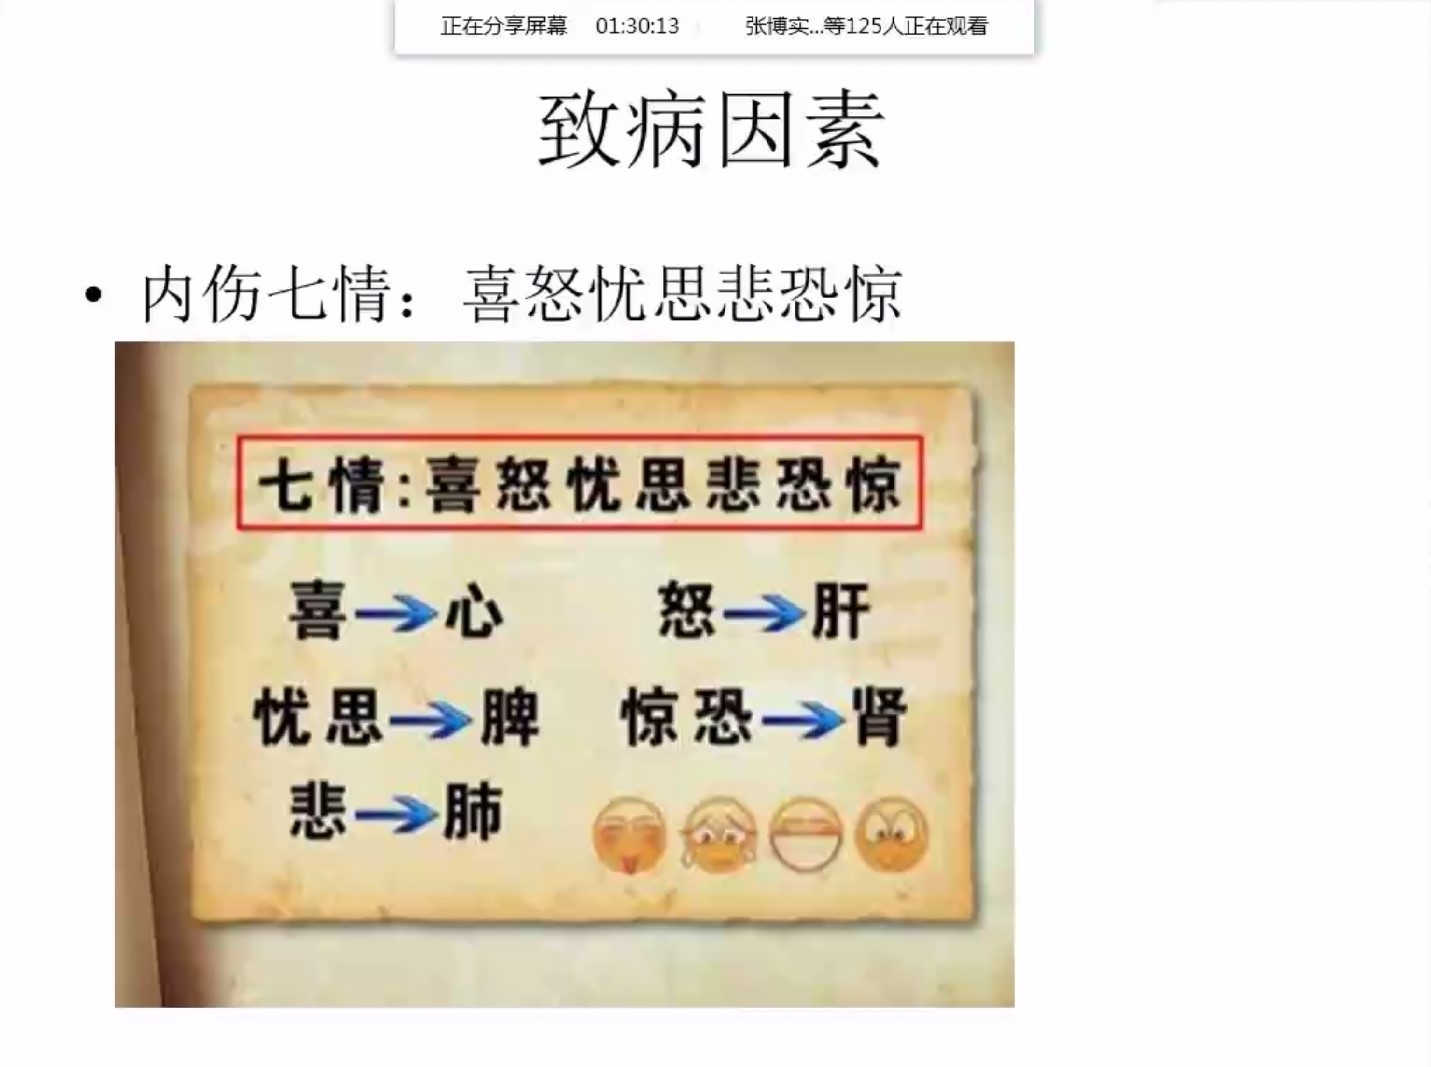 正在分享屏幕 01:30:13 张博实...等125人正在观看
致病因素
• 内伤七情：喜怒忧思悲恐惊
七情:喜怒忧思悲恐惊
喜→心 怒→肝
忧思→脾 惊恐→肾
悲→肺